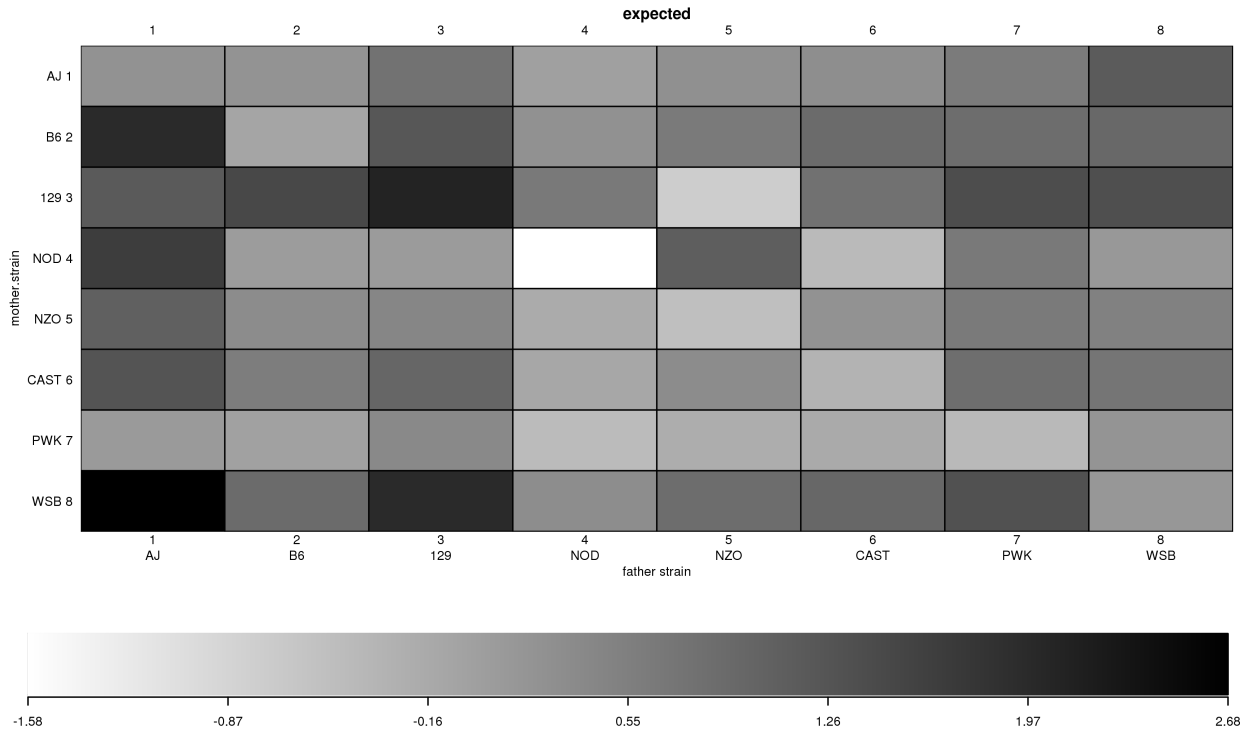 expected
1 2 3 4 5 6 7 8
AJ 1
B6 2
129 3
NOD 4
NZO 5
CAST 6
PWK 7
WSB 8
mother.strain
1 2 3 4 5 6 7 8
AJ B6 129 NOD NZO CAST PWK WSB
father strain
-1.58 -0.87 -0.16 0.55 1.26 1.97 2.68